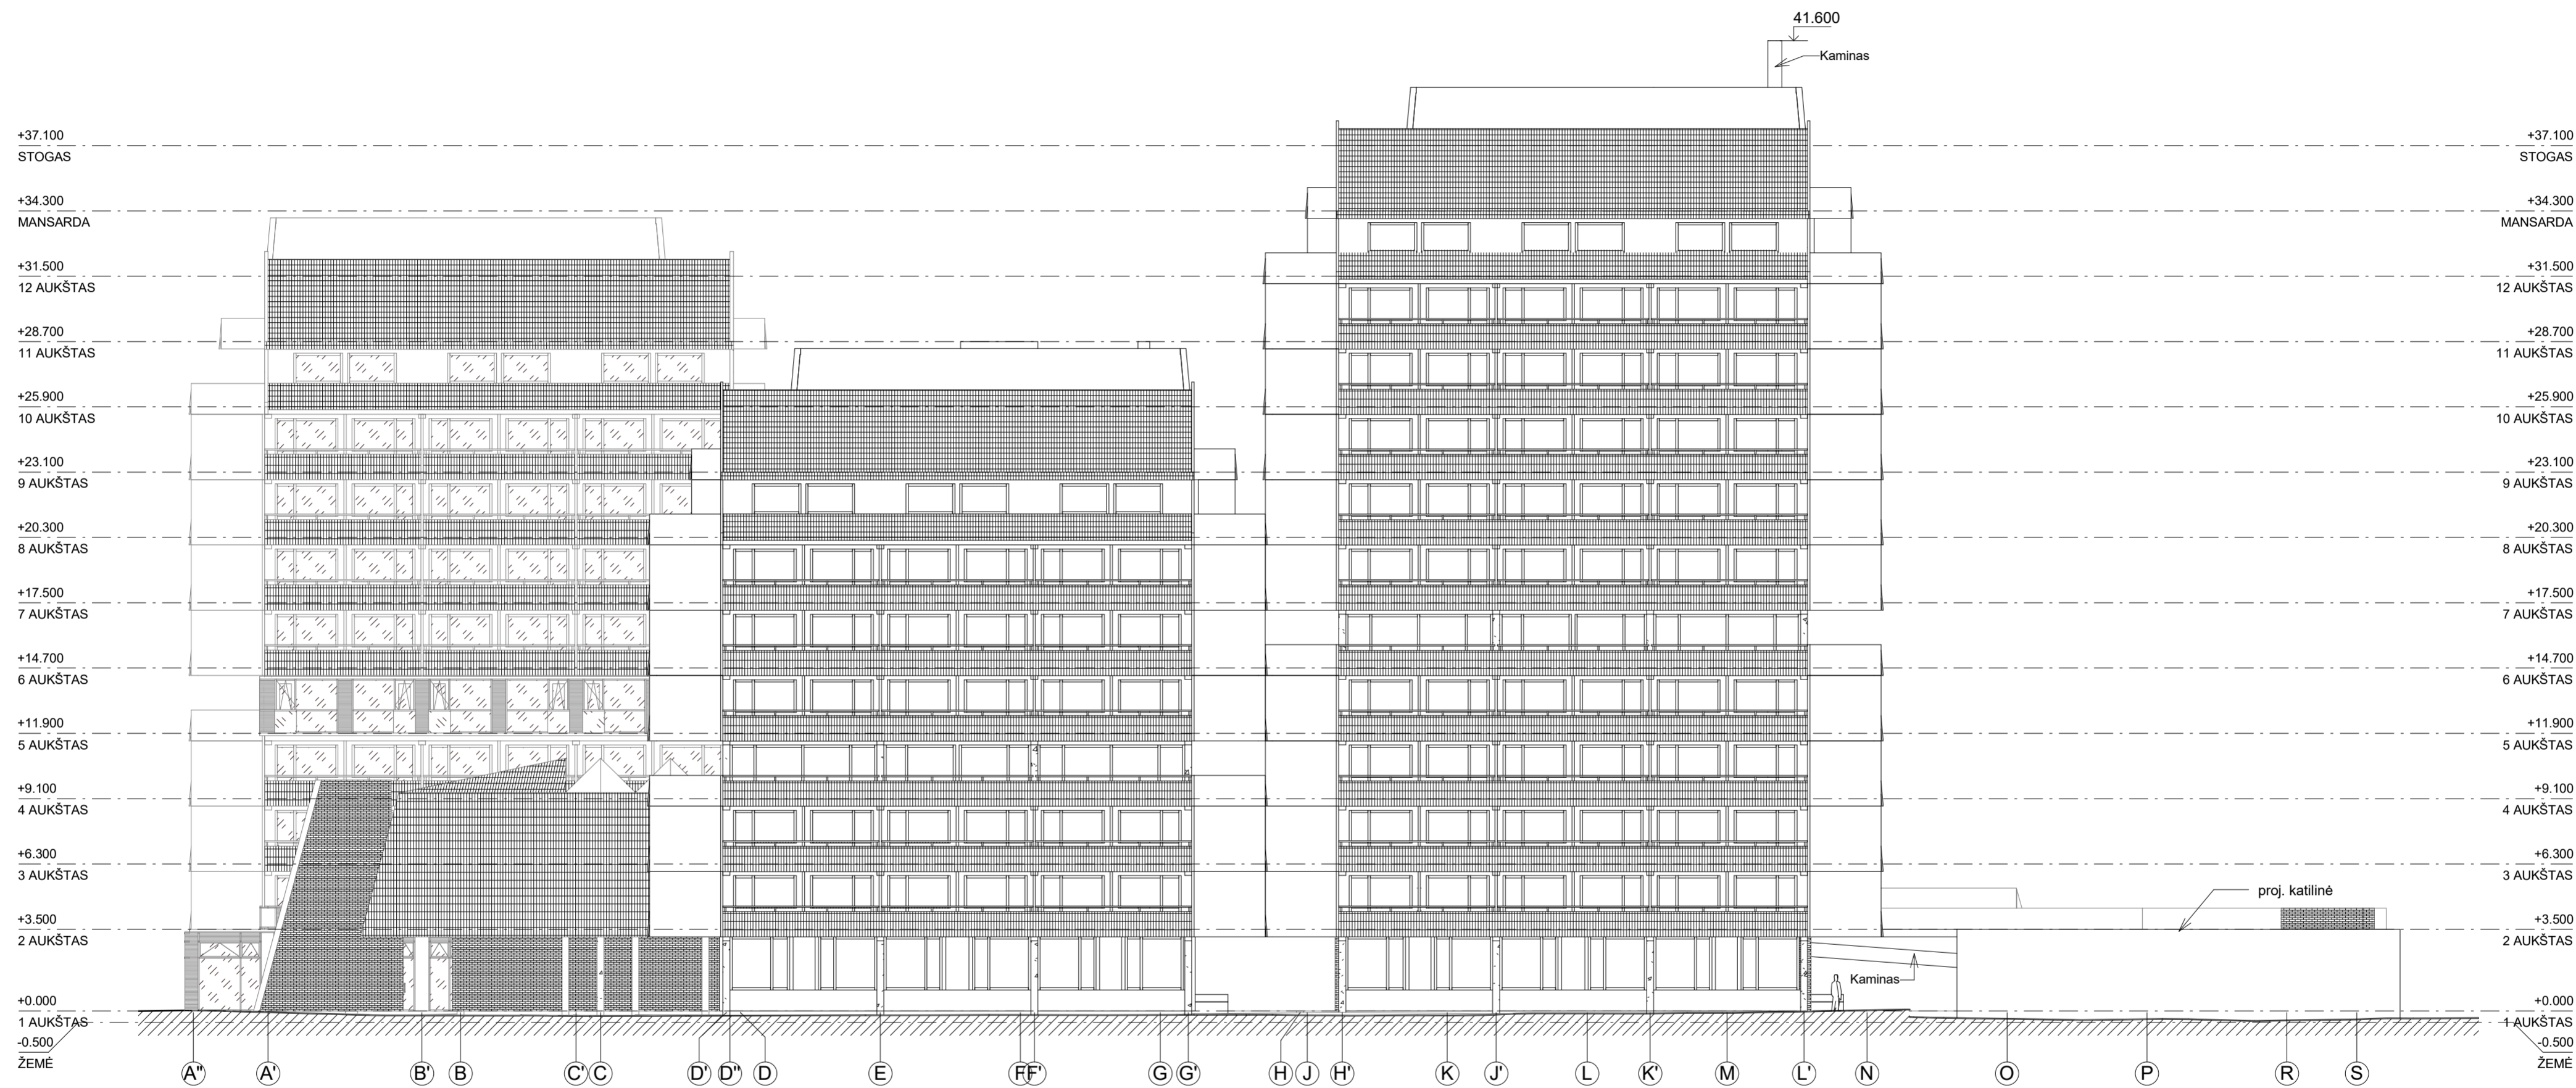 41.600
Kaminas
+37.100
STOGAS
+37.100
STOGAS
+34.300
MANSARDA
+34.300
MANSARDA
+31.500
12 AUKŠTAS
+31.500
12 AUKŠTAS
+28.700
11 AUKŠTAS
+28.700
11 AUKŠTAS
+25.900
10 AUKŠTAS
+25.900
10 AUKŠTAS
+23.100
9 AUKŠTAS
+23.100
9 AUKŠTAS
+20.300
8 AUKŠTAS
+20.300
8 AUKŠTAS
+17.500
7 AUKŠTAS
+17.500
7 AUKŠTAS
+14.700
6 AUKŠTAS
+14.700
6 AUKŠTAS
+11.900
5 AUKŠTAS
+11.900
5 AUKŠTAS
+9.100
4 AUKŠTAS
+9.100
4 AUKŠTAS
+6.300
3 AUKŠTAS
+6.300
3 AUKŠTAS
proj. katilinė
+3.500
2 AUKŠTAS
+3.500
2 AUKŠTAS
Kaminas
+0.000
1 AUKŠTAS
+0.000
1 AUKŠTAS
-0.500
ŽEMĖ
-0.500
ŽEMĖ
A" A' B' B C' C D' D" D E F F' G G' H J H' K J' L K' M L' N O P R S